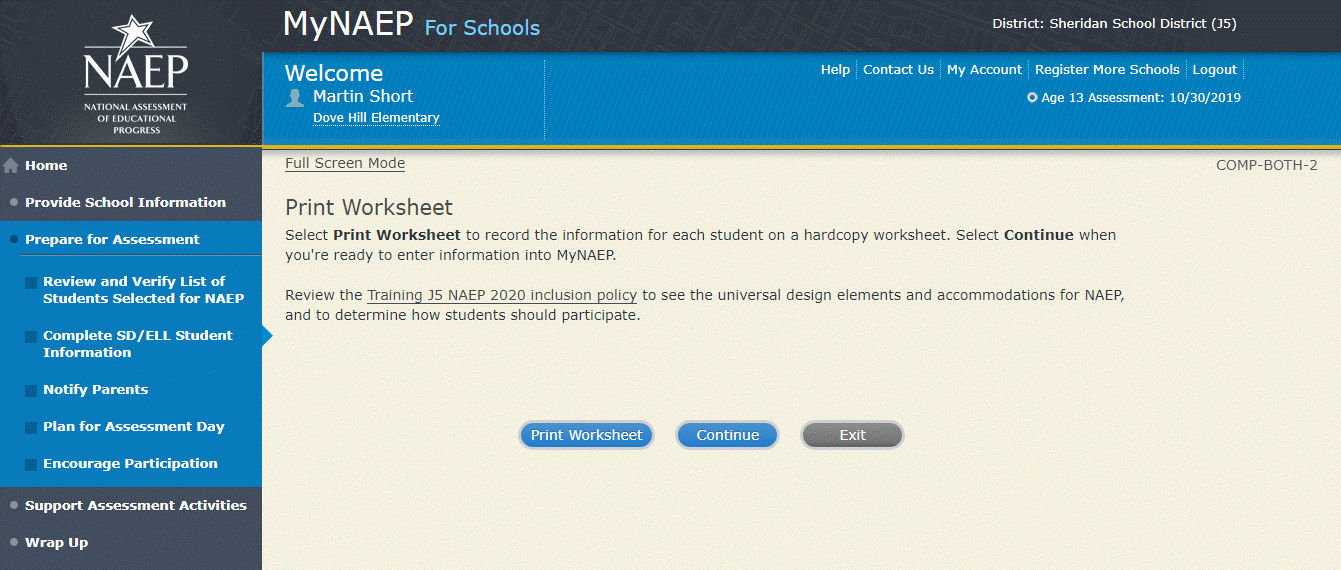 NAEP
NATIONAL ASSESSMENT
OF EDUCATIONAL
PROGRESS
MyNAEP For Schools
District: Sheridan School District (J5)
Welcome
Martin Short
Dove Hill Elementary
Help Contact Us My Account Register More Schools Logout
Age 13 Assessment: 10/30/2019
Home
Provide School Information
Prepare for Assessment
Review and Verify List of
Students Selected for NAEP
Complete SD/ELL Student
Information
Notify Parents
Plan for Assessment Day
Encourage Participation
Support Assessment Activities
Wrap Up
Full Screen Mode
COMP-BOTH-2
Print Worksheet
Select Print Worksheet to record the information for each student on a hardcopy worksheet. Select Continue when
you're ready to enter information into MyNAEP.
Review the Training J5 NAEP 2020 inclusion policy to see the universal design elements and accommodations for NAEP,
and to determine how students should participate.
Print Worksheet Continue Exit